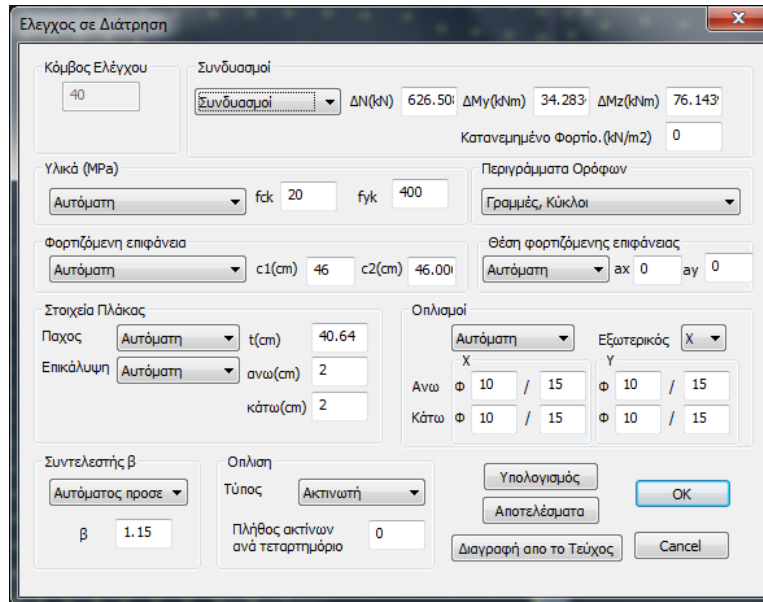 Ελεγχος σε Διάτρηση
Κόμβος Ελέγχου
40
Συνδυασμοί
Συνδυασμοί ΔN(kN) 626.508 ΔMy(kNm) 34.283 ΔMz(kNm) 76.143
Κατανεμημένο Φορτίο.(kN/m2) 0
Υλικά (MPa)
Αυτόματη fck 20 fyk 400
Περιγράμματα Ορόφων
Γραμμές, Κύκλοι
Φορτιζόμενη επιφάνεια
Αυτόματη c1(cm) 46 c2(cm) 46.00
Θέση φορτιζόμενης επιφάνειας
Αυτόματη ax 0 ay 0
Στοιχεία Πλάκας
Παχος Αυτόματη t(cm) 40.64
Επικάλυψη Αυτόματη ανω(cm) 2
κάτω(cm) 2
Οπλισμοί
Αυτόματη Εξωτερικός X
X Y
Ανω Φ 10 / 15 Φ 10 / 15
Κάτω Φ 10 / 15 Φ 10 / 15
Συντελεστής β
Αυτόματος προσε
β 1.15
Οπλιση
Τύπος Ακτινωτή
Πλήθος ακτίνων
ανά τεταρτημόριο 0
Υπολογισμός
Αποτελέσματα
Διαγραφή απο το Τεύχος
OK
Cancel